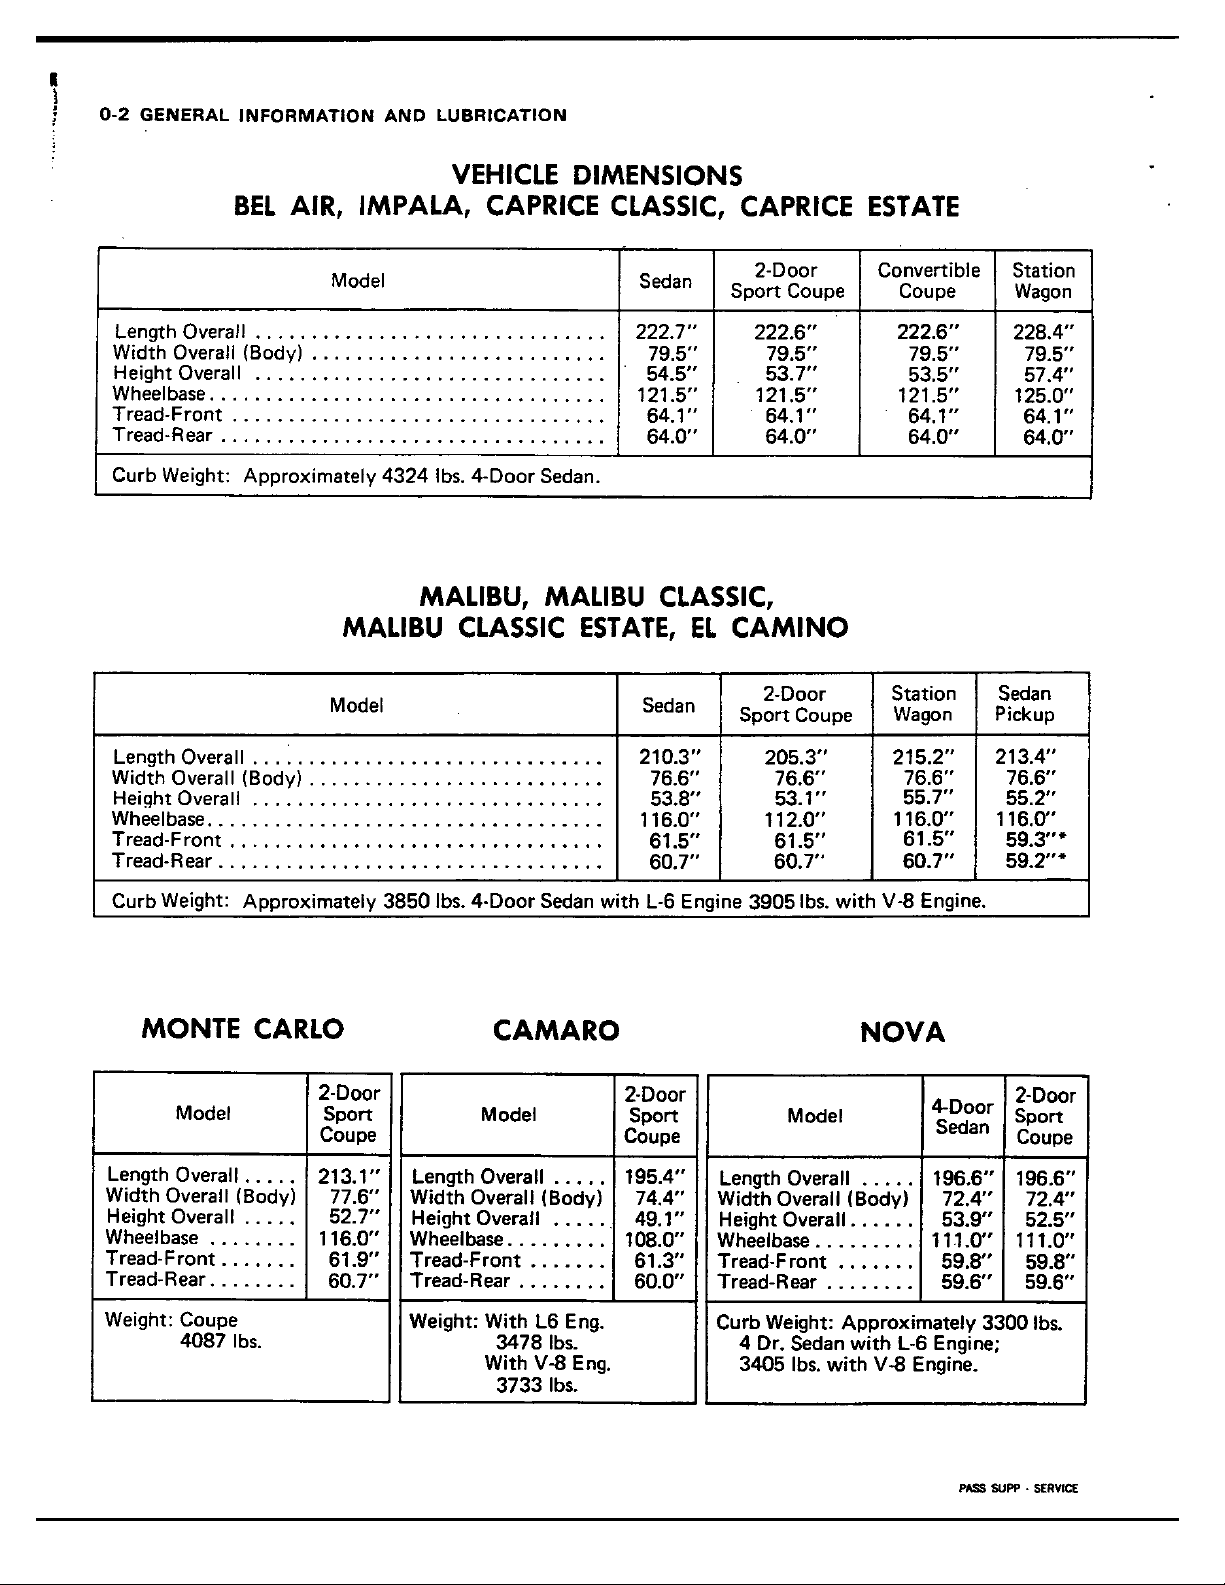 0-2 GENERAL INFORMATION AND LUBRICATION
VEHICLE DIMENSIONS
BEL AIR, IMPALA, CAPRICE CLASSIC, CAPRICE ESTATE
Model Sedan 2-Door Sport Coupe Convertible Coupe Station Wagon
Length Overall ............................... 222.7" 222.6" 222.6" 228.4"
Width Overall (Body) .......................... 79.5" 79.5" 79.5" 79.5"
Height Overall ............................... 54.5" 53.7" 53.5" 57.4"
Wheelbase................................... 121.5" 121.5" 121.5" 125.0"
Tread-Front ................................. 64.1" 64.1" 64.1" 64.1"
Tread-Rear .................................. 64.0" 64.0" 64.0" 64.0"
Curb Weight: Approximately 4324 lbs. 4-Door Sedan.
MALIBU, MALIBU CLASSIC,
MALIBU CLASSIC ESTATE, EL CAMINO
Model Sedan 2-Door Sport Coupe Station Wagon Sedan Pickup
Length Overall ............................... 210.3" 205.3" 215.2" 213.4"
Width Overall (Body) .......................... 76.6" 76.6" 76.6" 76.6"
Height Overall ............................... 53.8" 53.1" 55.7" 55.2"
Wheelbase................................... 116.0" 112.0" 116.0" 116.0"
Tread-Front ................................. 61.5" 61.5" 61.5" 59.3"*
Tread-Rear .................................. 60.7" 60.7" 60.7" 59.2"*
Curb Weight: Approximately 3850 lbs. 4-Door Sedan with L-6 Engine 3905 lbs. with V-8 Engine.
MONTE CARLO
Model 2-Door Sport Coupe
Length Overall ..... 213.1"
Width Overall (Body) 77.6"
Height Overall ..... 52.7"
Wheelbase ........ 116.0"
Tread-Front ....... 61.9"
Tread-Rear........ 60.7"
Weight: Coupe
4087 lbs.
CAMARO
Model 2-Door Sport Coupe
Length Overall ..... 195.4"
Width Overall (Body) 74.4"
Height Overall ..... 49.1"
Wheelbase......... 108.0"
Tread-Front ....... 61.3"
Tread-Rear ........ 60.0"
Weight: With L6 Eng.
3478 lbs.
With V-8 Eng.
3733 lbs.
NOVA
Model 4-Door Sedan 2-Door Sport Coupe
Length Overall ..... 196.6" 196.6"
Width Overall (Body) 72.4" 72.4"
Height Overall...... 53.9" 52.5"
Wheelbase......... 111.0" 111.0"
Tread-Front ....... 59.8" 59.8"
Tread-Rear ........ 59.6" 59.6"
Curb Weight: Approximately 3300 lbs.
4 Dr. Sedan with L-6 Engine;
3405 lbs. with V-8 Engine.
PASS SUPP - SERVICE